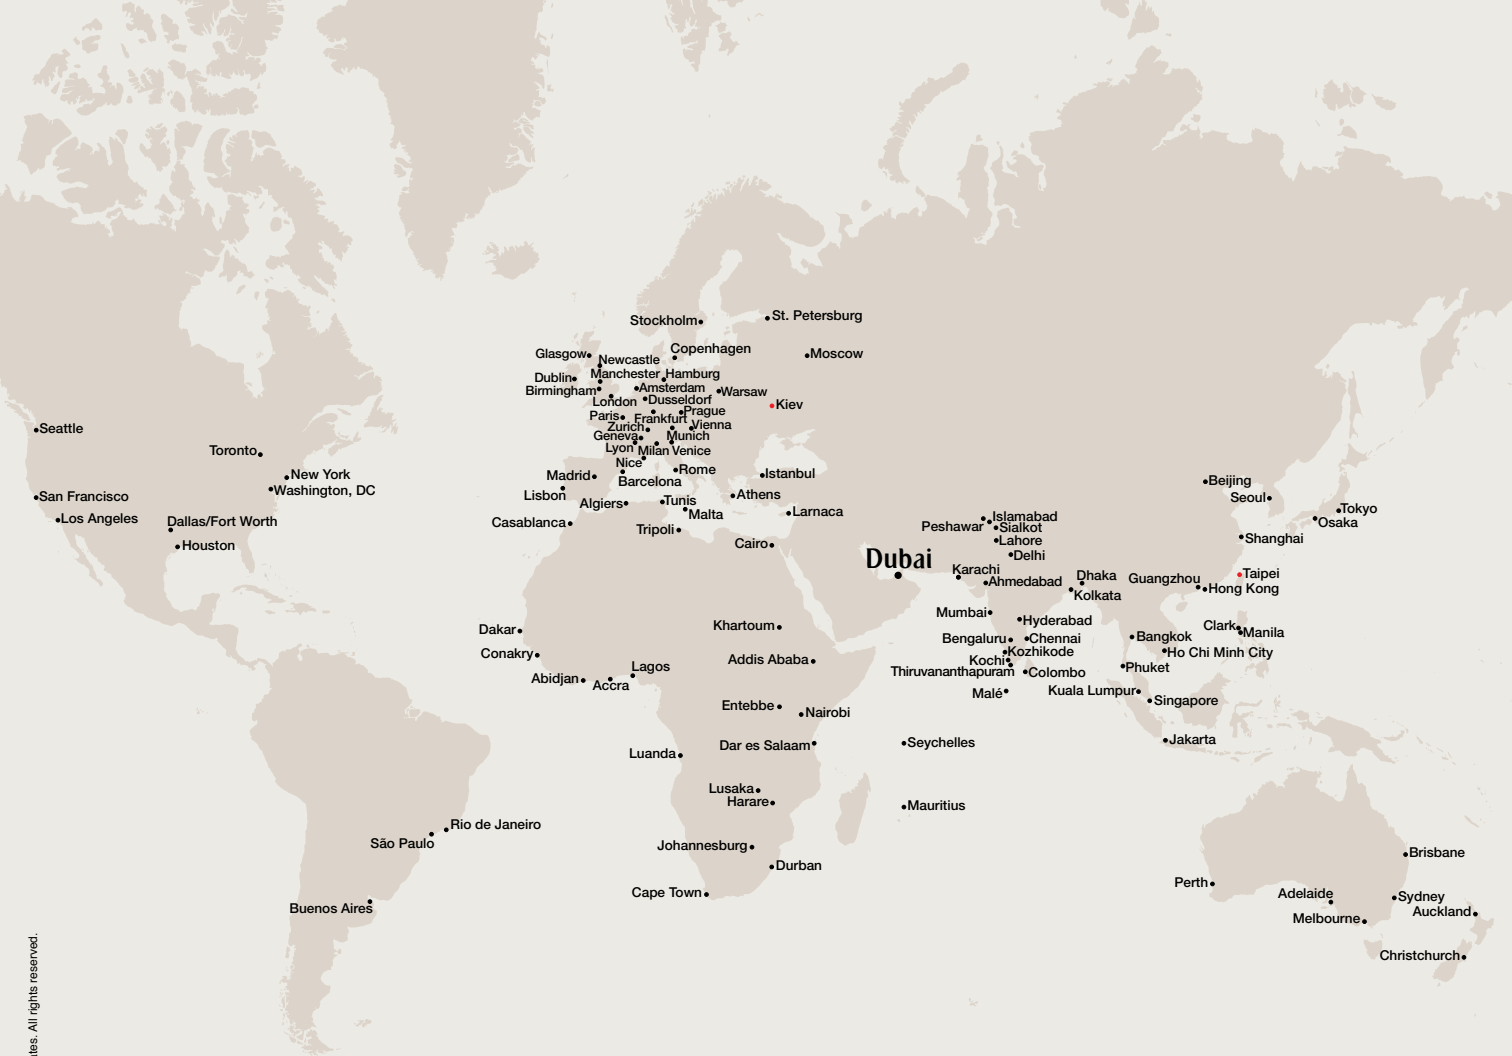 St. Petersburg
Stockholm
Copenhagen
Moscow
Glasgow
Newcastle
Dublin
Manchester
Hamburg
Birmingham
Amsterdam
Warsaw
London
Dusseldorf
Kiev
Paris
Frankfurt
Prague
Zurich
Vienna
Geneva
Munich
Lyon
Milan
Venice
Nice
Rome
Madrid
Barcelona
Istanbul
Lisbon
Algiers
Tunis
Athens
Malta
Larnaca
Casablanca
Tripoli
Cairo
Seattle
Toronto
New York
Washington, DC
San Francisco
Los Angeles
Dallas/Fort Worth
Houston
Beijing
Seoul
Tokyo
Osaka
Shanghai
Islamabad
Peshawar
Sialkot
Lahore
Delhi
Dubai
Karachi
Ahmedabad
Dhaka
Kolkata
Guangzhou
Taipei
Hong Kong
Mumbai
Hyderabad
Bengaluru
Chennai
Kozhikode
Kochi
Thiruvananthapuram
Colombo
Malé
Clark
Manila
Bangkok
Ho Chi Minh City
Phuket
Kuala Lumpur
Singapore
Jakarta
Dakar
Conakry
Abidjan
Accra
Lagos
Khartoum
Addis Ababa
Entebbe
Nairobi
Dar es Salaam
Luanda
Seychelles
Lusaka
Harare
Mauritius
Johannesburg
Durban
Cape Town
Rio de Janeiro
São Paulo
Buenos Aires
Brisbane
Perth
Adelaide
Sydney
Melbourne
Auckland
Christchurch
ates. All rights reserved.